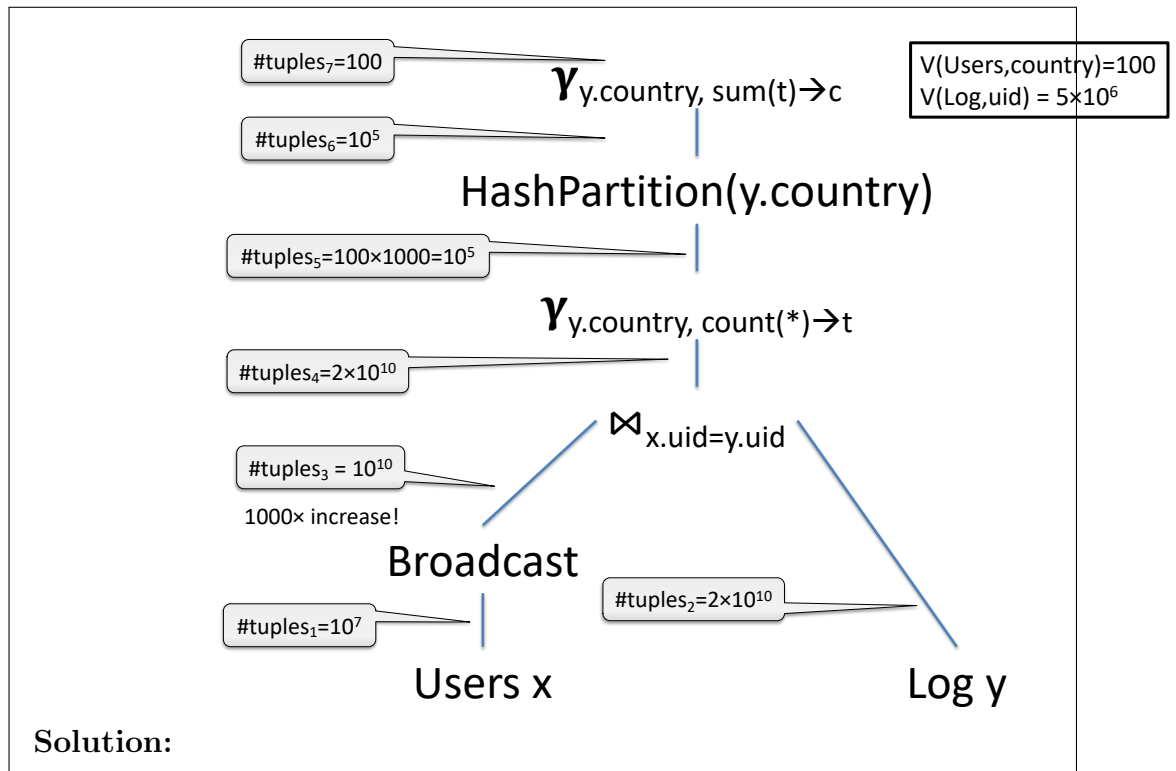 #tuples₇=100
V(Users,country)=100
V(Log,uid) = 5×10⁶
γ y.country, sum(t)→c
#tuples₆=10⁵
HashPartition(y.country)
#tuples₅=100×1000=10⁵
γ y.country, count(*)→t
#tuples₄=2×10¹⁰
⋈ x.uid=y.uid
#tuples₃ = 10¹⁰
1000× increase!
Broadcast
#tuples₂=2×10¹⁰
#tuples₁=10⁷
Users x
Log y
Solution: